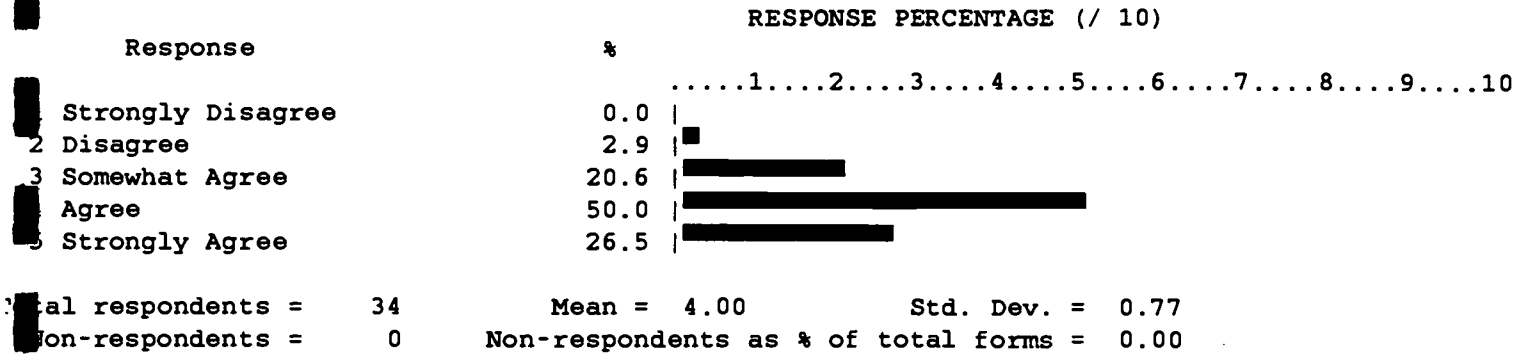 RESPONSE PERCENTAGE (/ 10)
Response %
.....1....2....3....4....5....6....7....8....9....10
Strongly Disagree 0.0 |
2 Disagree 2.9 |
3 Somewhat Agree 20.6 |
Agree 50.0 |
5 Strongly Agree 26.5 |
respondents = 34 Mean = 4.00 Std. Dev. = 0.77
Non-respondents = 0 Non-respondents as % of total forms = 0.00